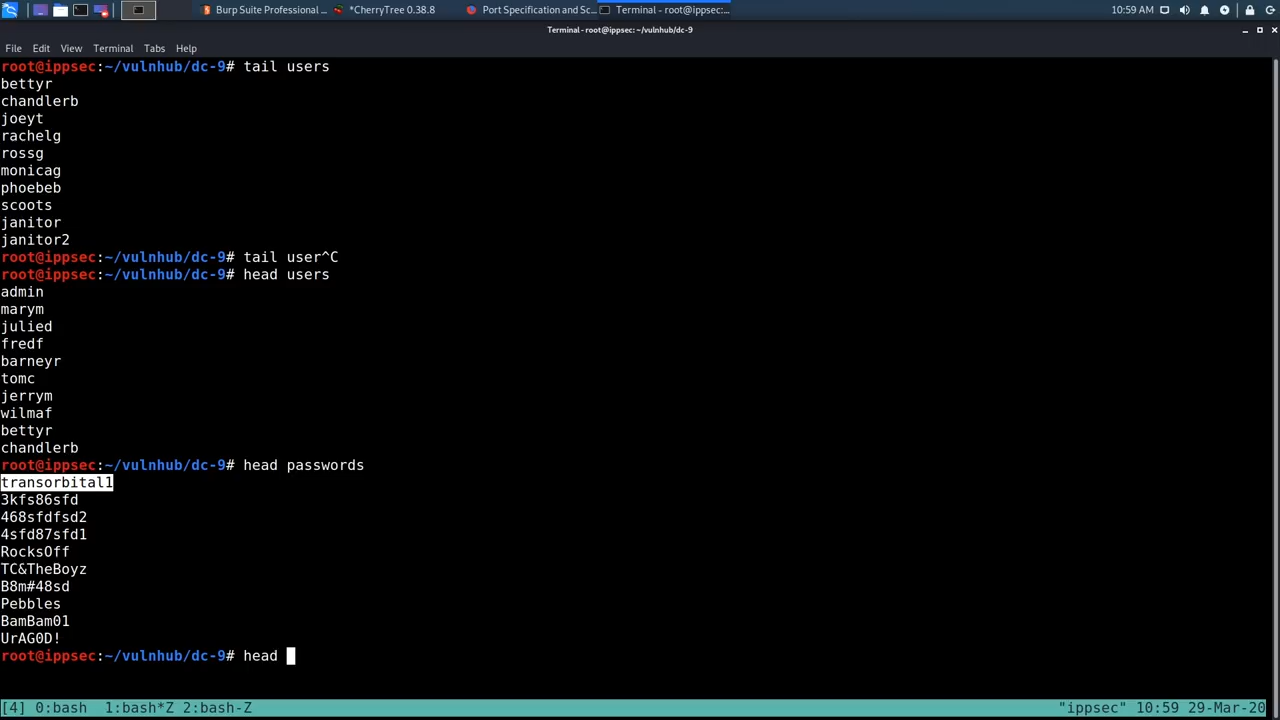 Burp Suite Professional ... *CherryTree 0.38.8 Port Specification and Sc... Terminal - root@ippsec:... 10:59 AM
Terminal - root@ippsec: ~/vulnhub/dc-9
File Edit View Terminal Tabs Help
root@ippsec:~/vulnhub/dc-9# tail users
bettyr
chandlerb
joeyt
rachelg
rossg
monicag
phoebeb
scoots
janitor
janitor2
root@ippsec:~/vulnhub/dc-9# tail user^C
root@ippsec:~/vulnhub/dc-9# head users
admin
marym
julied
fredf
barneyr
tomc
jerrym
wilmaf
bettyr
chandlerb
root@ippsec:~/vulnhub/dc-9# head passwords
transorbital1
3kfs86sfd
468sfdfsd2
4sfd87sfd1
RocksOff
TC&TheBoyz
B8m#48sd
Pebbles
BamBam01
UrAG0D!
root@ippsec:~/vulnhub/dc-9# head
[4] 0:bash 1:bash*Z 2:bash-Z "ippsec" 10:59 29-Mar-20